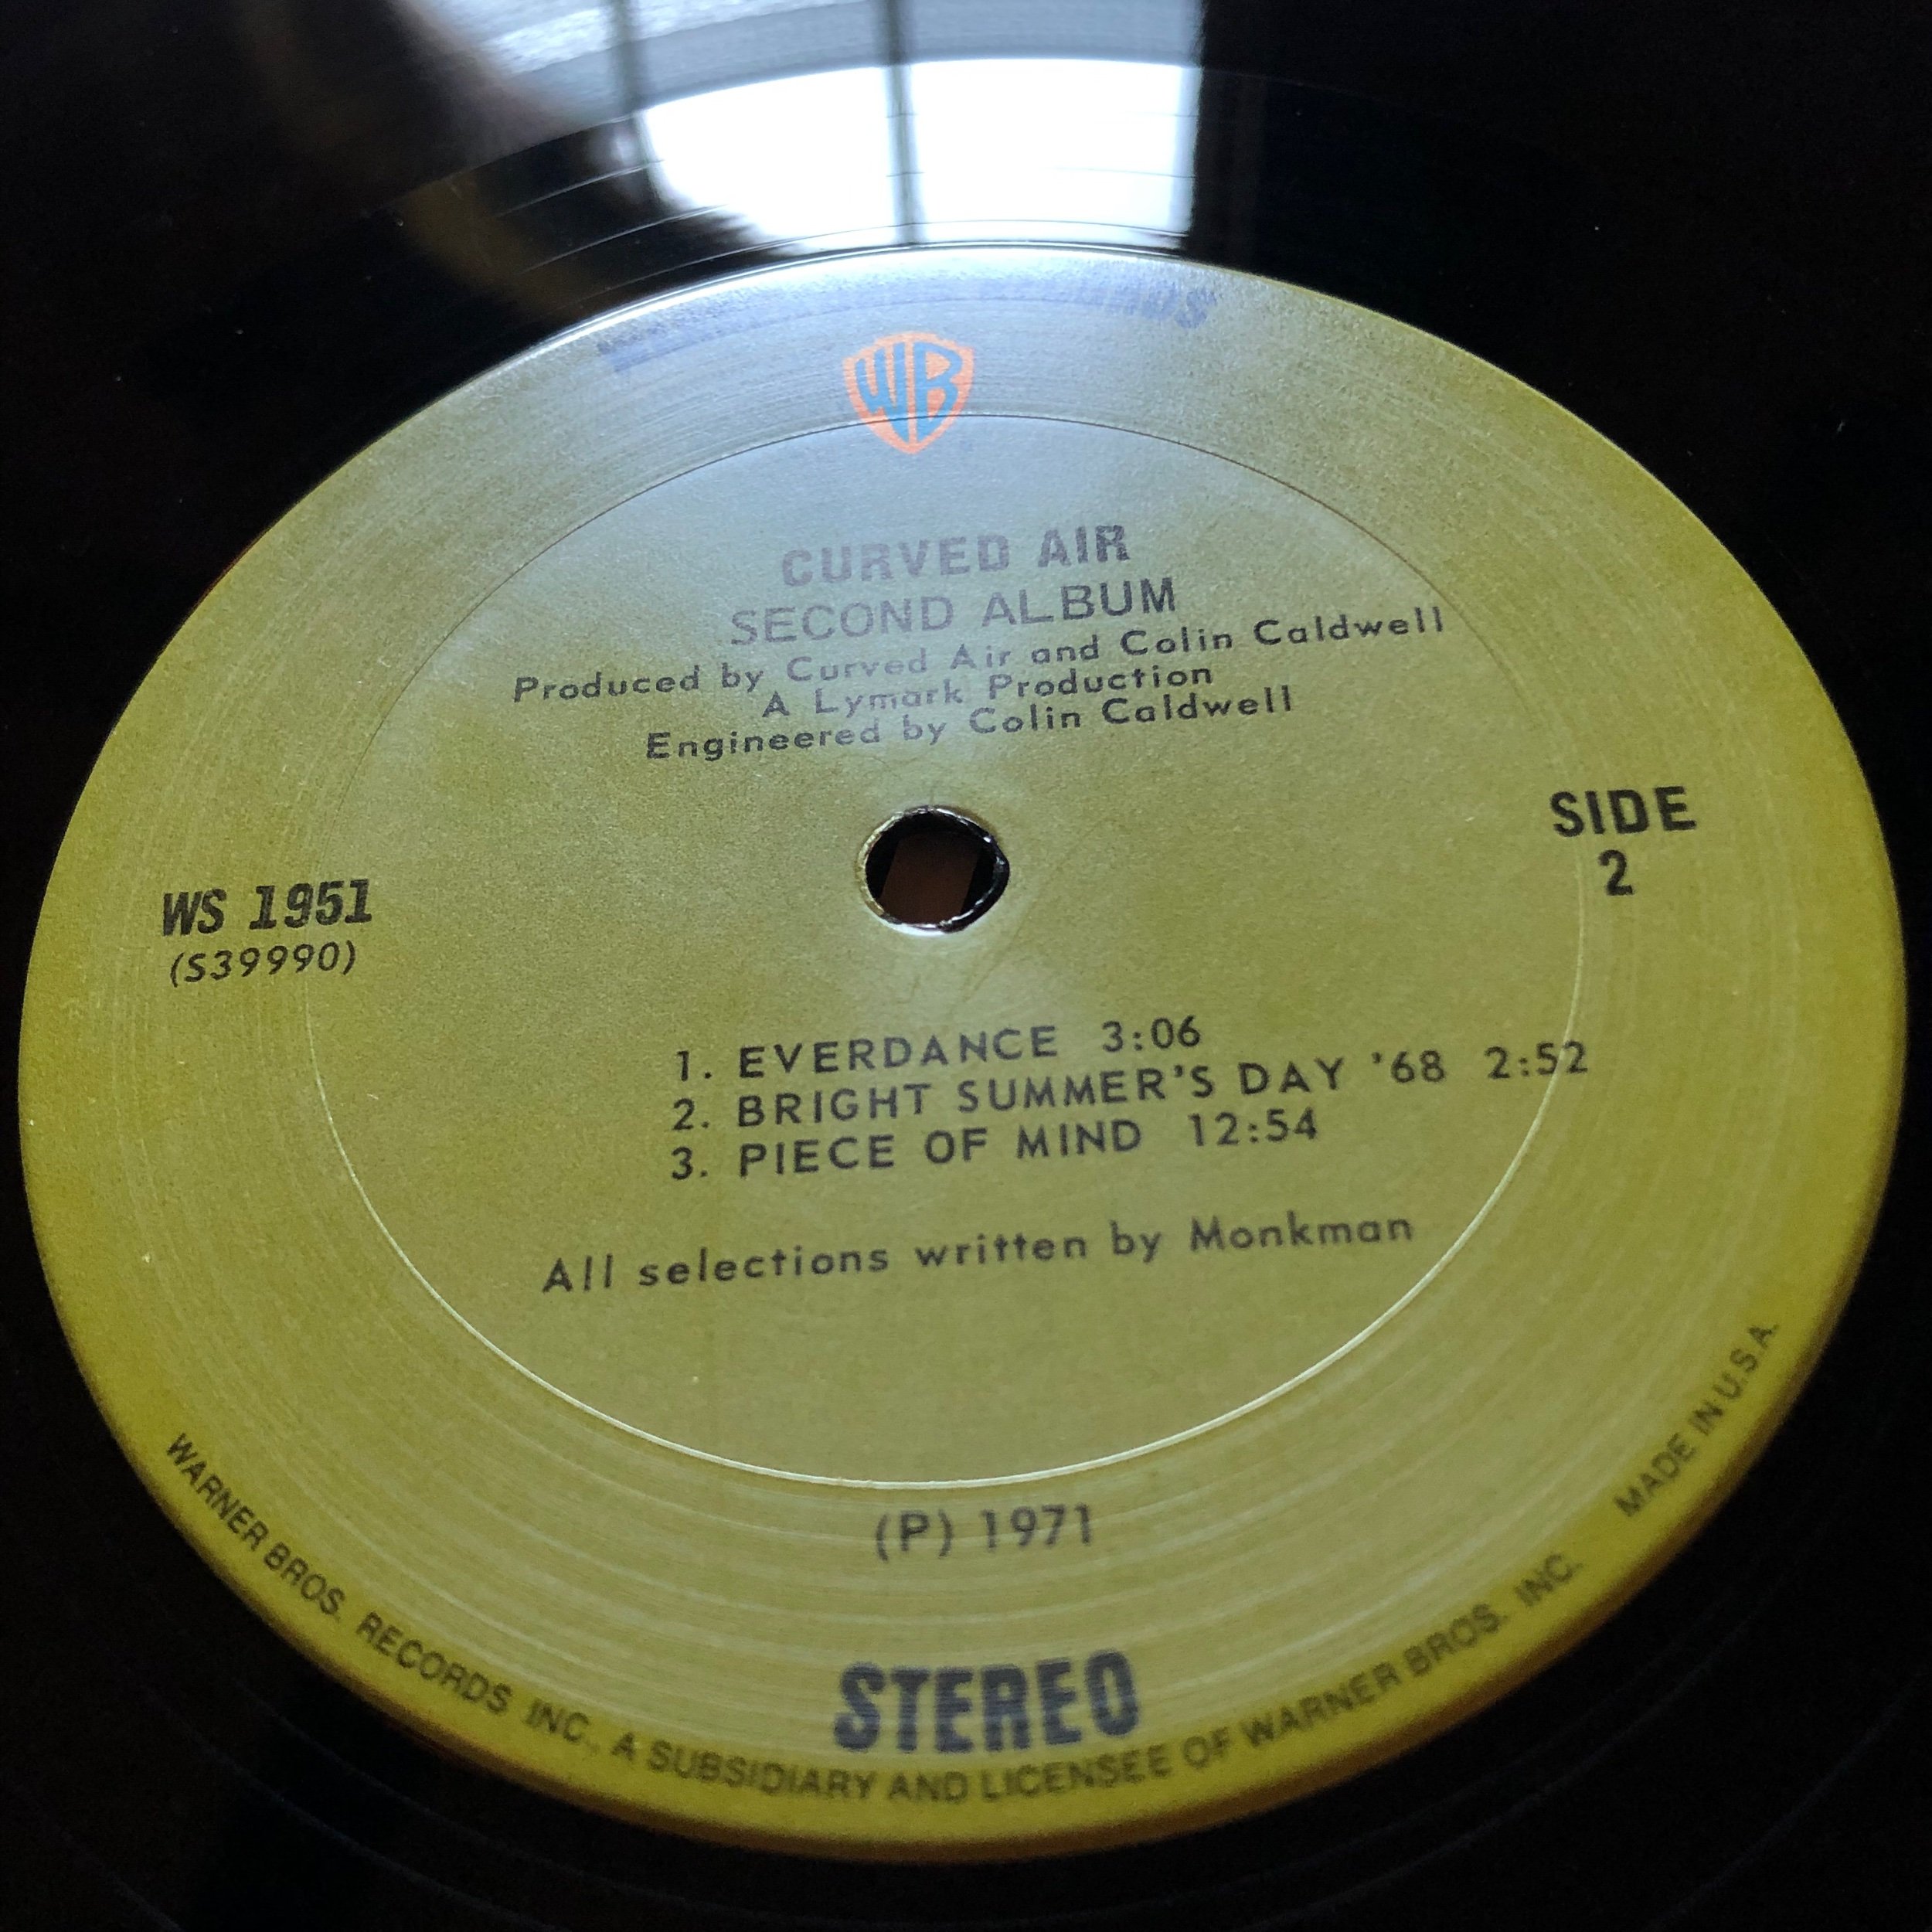 WB
CURVED AIR
SECOND ALBUM
Produced by Curved Air and Colin Caldwell
A Lymark Production
Engineered by Colin Caldwell
SIDE
2
WS 1951
(S39990)
1. EVERDANCE 3:06
2. BRIGHT SUMMER'S DAY '68 2:52
3. PIECE OF MIND 12:54
All selections written by Monkman
(P) 1971
STEREO
WARNER BROS. RECORDS INC., A SUBSIDIARY AND LICENSEE OF WARNER BROS. INC. MADE IN U.S.A.